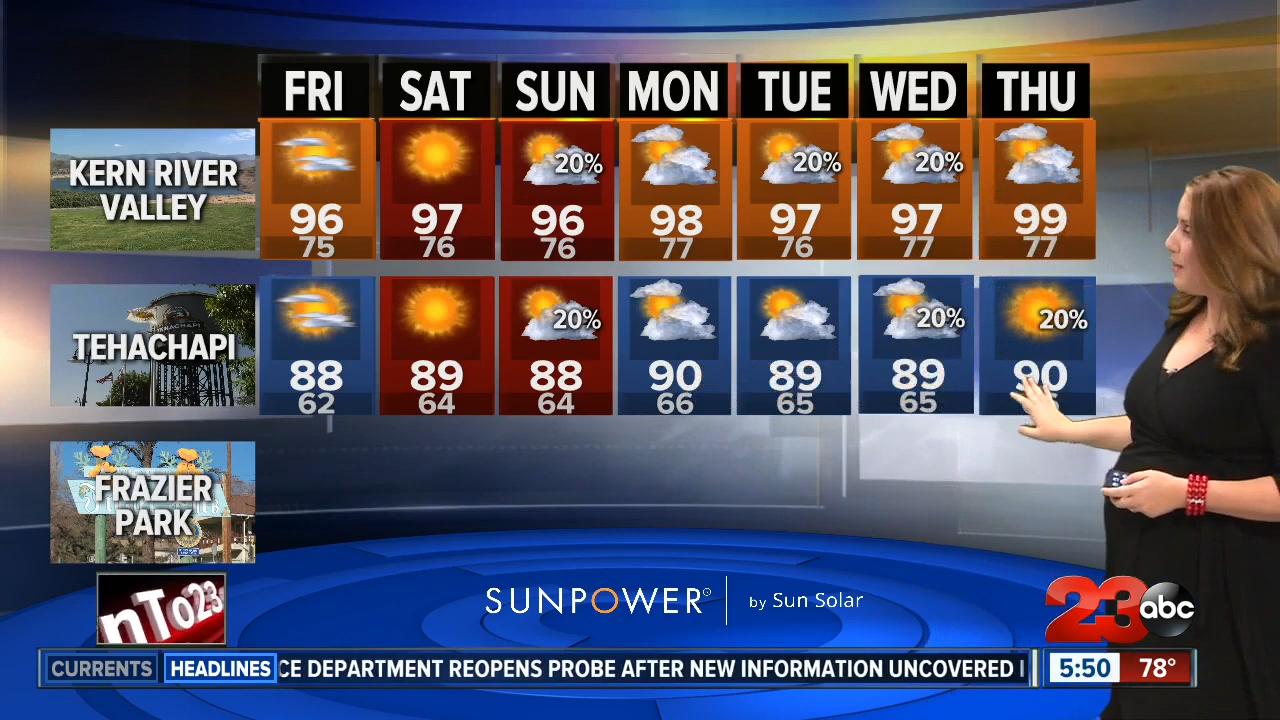 FRI SAT SUN MON TUE WED THU
KERN RIVER
VALLEY
20% 20% 20%
96 97 96 98 97 97 99
75 76 76 77 76 77 77
TEHACHAPI
TEHACHAPI
20% 20% 20%
88 89 88 90 89 89 90
62 64 64 66 65 65
FRAZIER
PARK
nTo23
SUNPOWER® by Sun Solar
23 abc
CURRENTS HEADLINES CE DEPARTMENT REOPENS PROBE AFTER NEW INFORMATION UNCOVERED I 5:50 78°